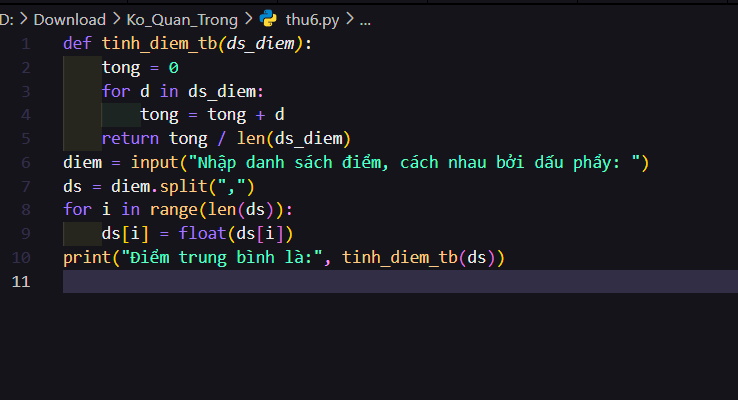 D: > Download > Ko_Quan_Trong > thu6.py > ...
1 def tinh_diem_tb(ds_diem):
2     tong = 0
3     for d in ds_diem:
4         tong = tong + d
5     return tong / len(ds_diem)
6 diem = input("Nhập danh sách điểm, cách nhau bởi dấu phẩy: ")
7 ds = diem.split(",")
8 for i in range(len(ds)):
9     ds[i] = float(ds[i])
10 print("Điểm trung bình là:", tinh_diem_tb(ds))
11